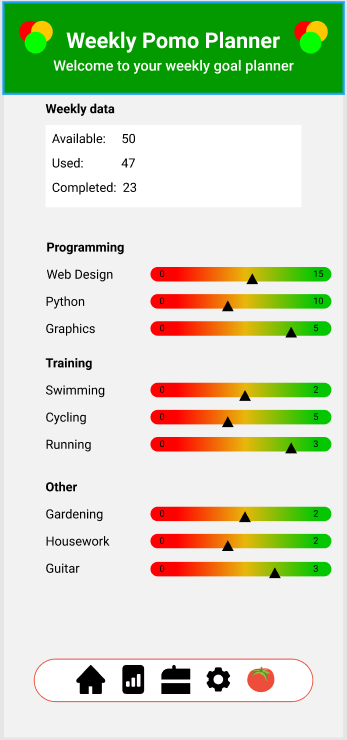 Weekly Pomo Planner
Welcome to your weekly goal planner
Weekly data
Available: 50
Used: 47
Completed: 23
Programming
Web Design 0 15
Python 0 10
Graphics 0 5
Training
Swimming 0 2
Cycling 0 5
Running 0 3
Other
Gardening 0 2
Housework 0 2
Guitar 0 3